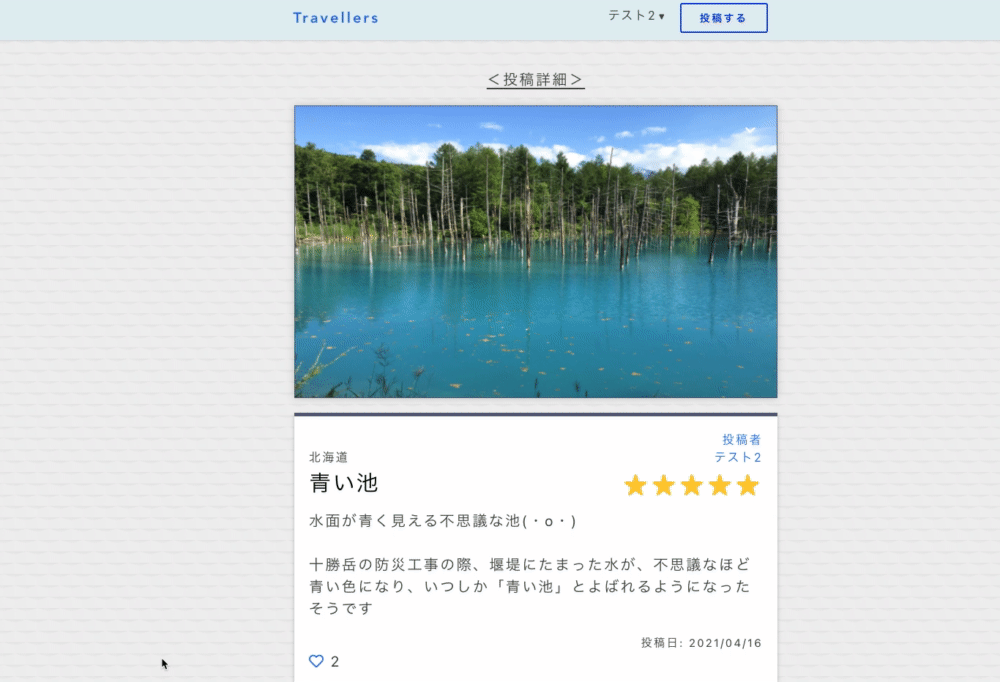 Travellers
テスト2 ▾
投稿する
＜投稿詳細＞
投稿者
テスト2
北海道
青い池
水面が青く見える不思議な池(・o・)
十勝岳の防災工事の際、堰堤にたまった水が、不思議なほど
青い色になり、いつしか「青い池」とよばれるようになった
そうです
投稿日: 2021/04/16
2